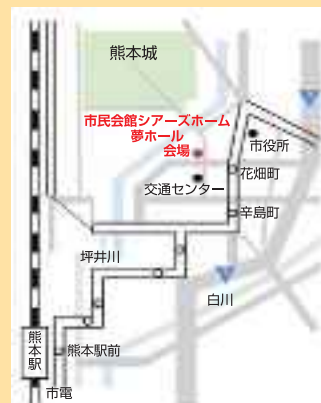 熊本城
市民会館シアーズホーム
夢ホール
会場
市役所
花畑町
交通センター
辛島町
坪井川
白川
熊本駅
熊本駅前
市電